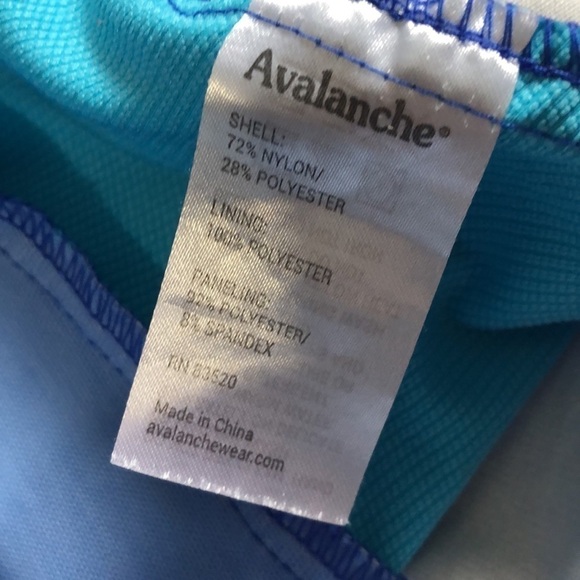 Avalanche®
SHELL:
72% NYLON/
28% POLYESTER
LINING:
100% POLYESTER
PANELING:
92% POLYESTER/
8% SPANDEX
RN 83520
Made in China
avalanchewear.com